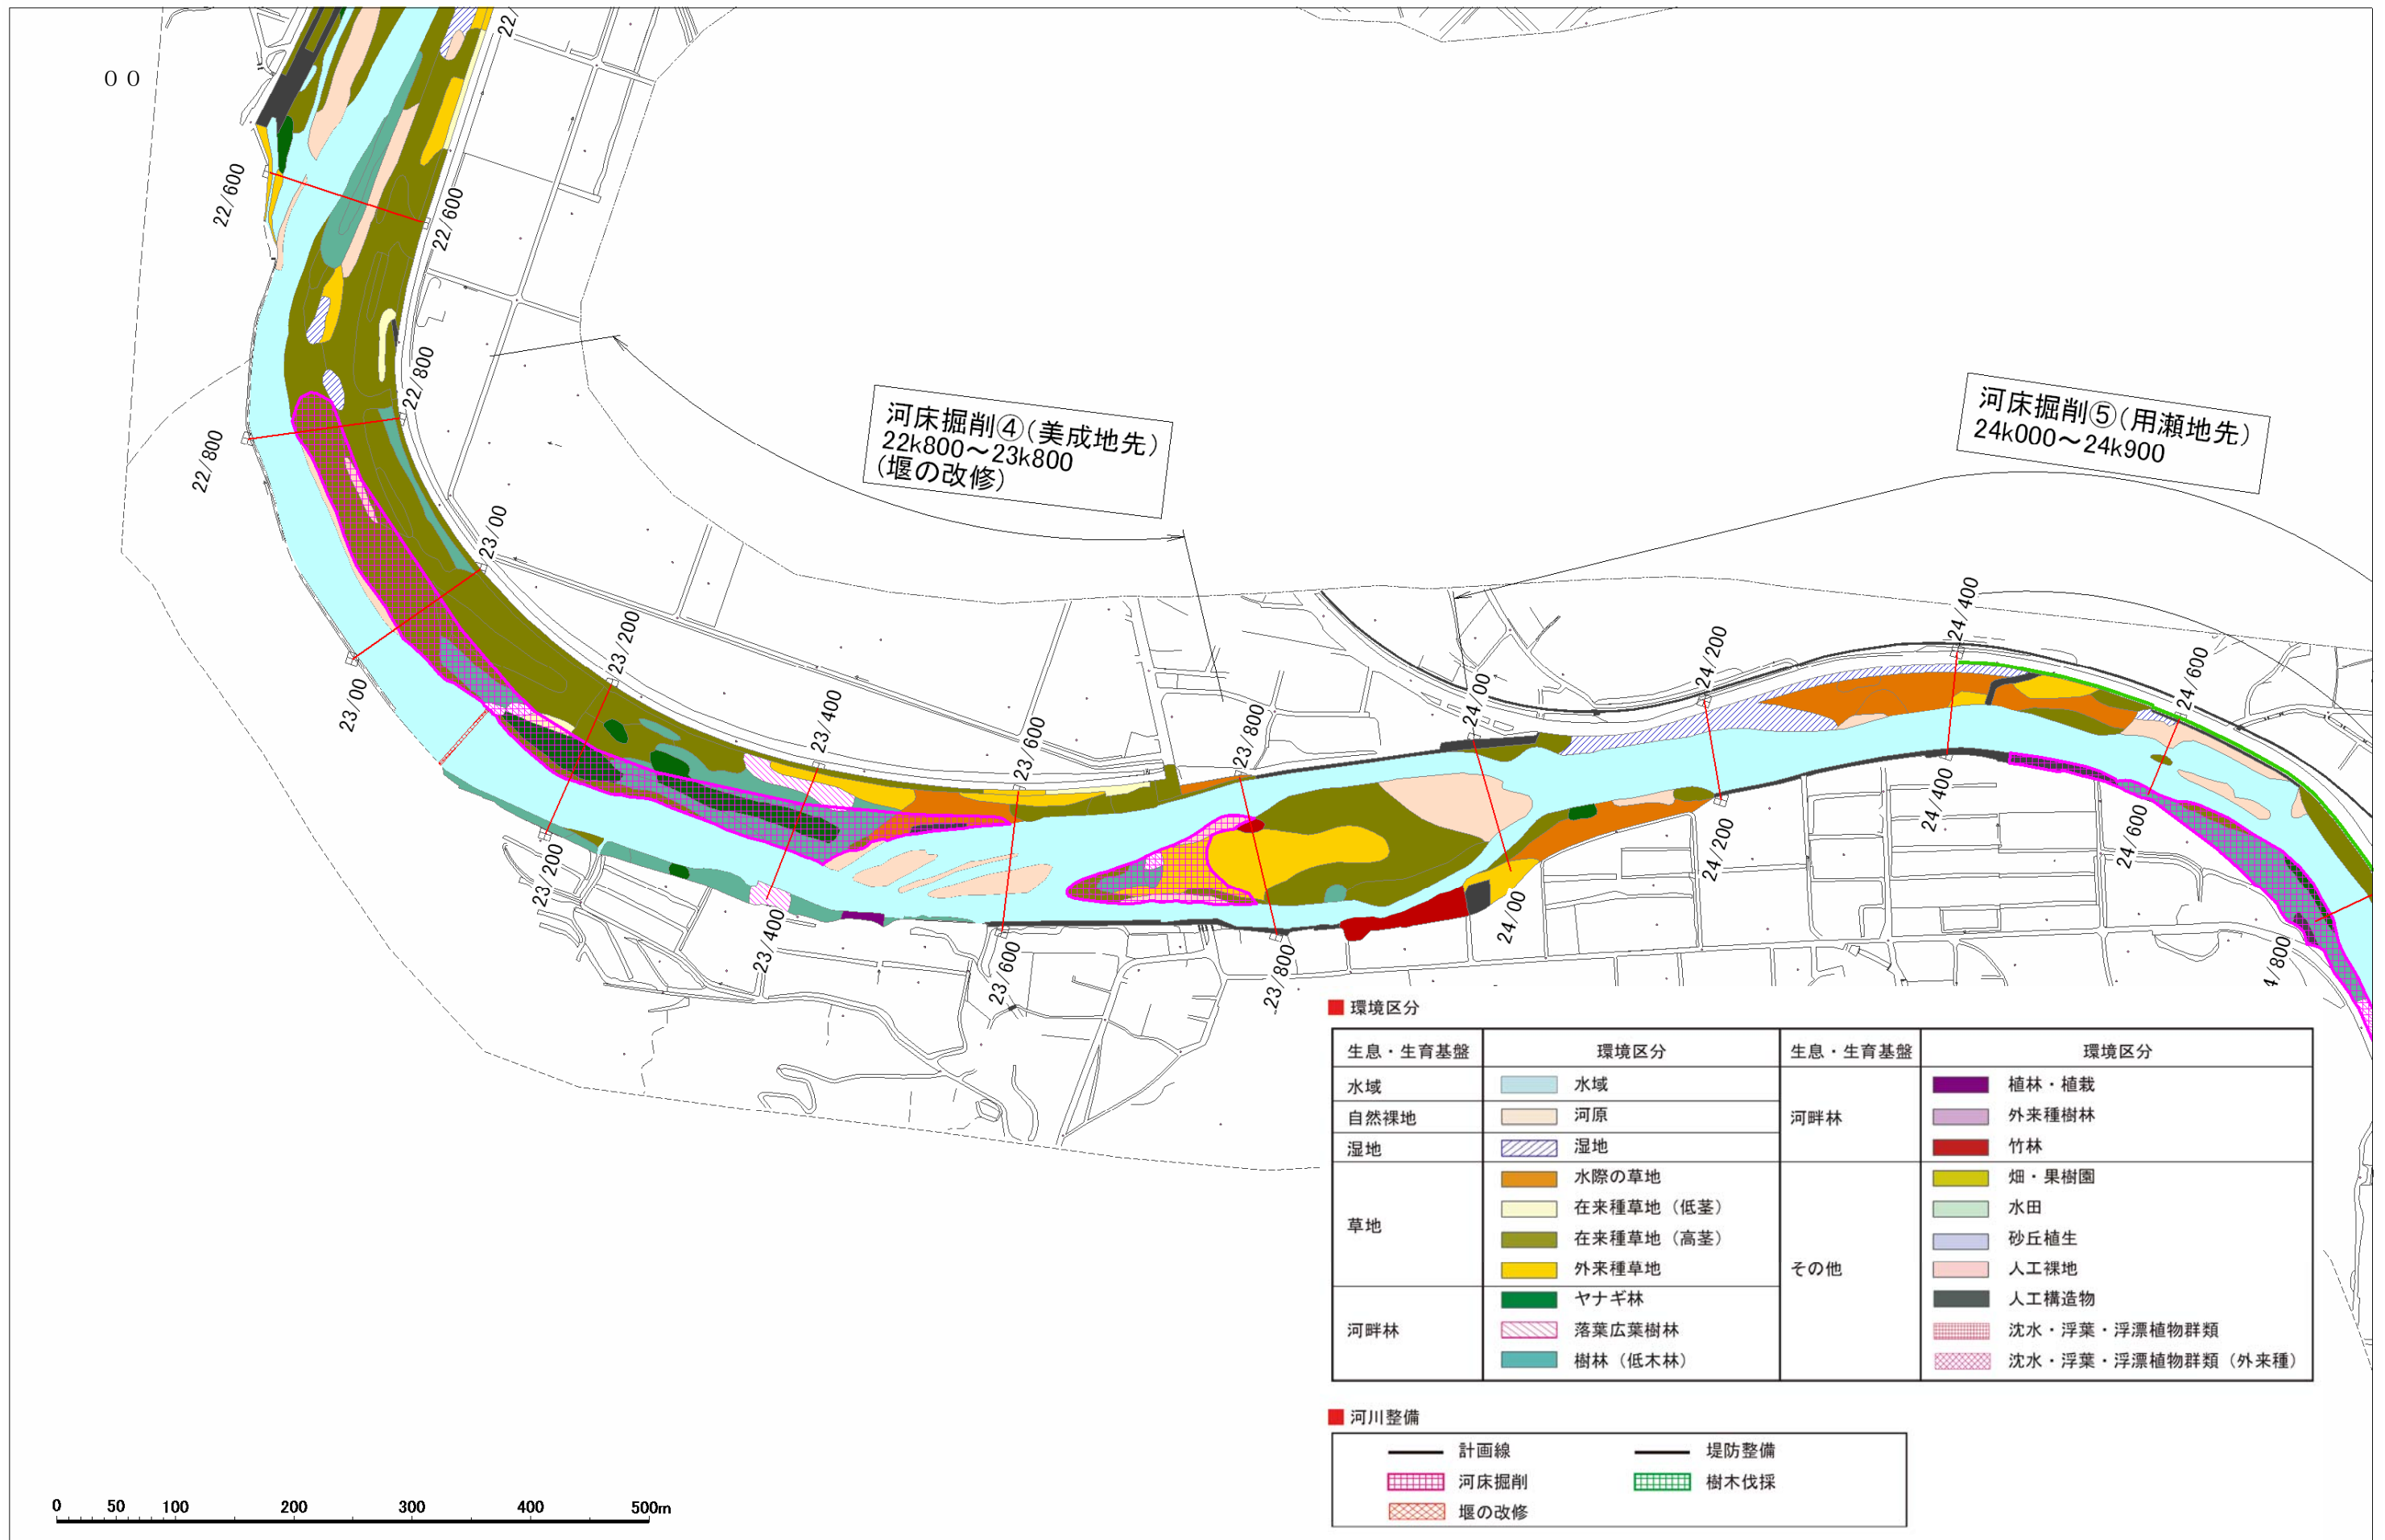 22/
00
22/600
22/600
22/800
22/800
河床掘削④(美成地先)
22k800～23k800
(堰の改修)
河床掘削⑤(用瀬地先)
24k000～24k900
23/00
23/00
23/200
23/200
23/400
23/400
23/600
23/600
23/800
23/800
24/00
24/00
24/200
24/200
24/400
24/400
24/600
24/600
4/800
環境区分
生息・生育基盤 環境区分 生息・生育基盤 環境区分
水域 水域 河畔林 植林・植栽
自然裸地 河原 外来種樹林
湿地 湿地 竹林
草地 水際の草地 その他 畑・果樹園
在来種草地（低茎） 水田
在来種草地（高茎） 砂丘植生
外来種草地 人工裸地
河畔林 ヤナギ林 人工構造物
落葉広葉樹林 沈水・浮葉・浮漂植物群類
樹林（低木林） 沈水・浮葉・浮漂植物群類（外来種）
河川整備
計画線 堤防整備
河床掘削 樹木伐採
堰の改修
0 50 100 200 300 400 500m